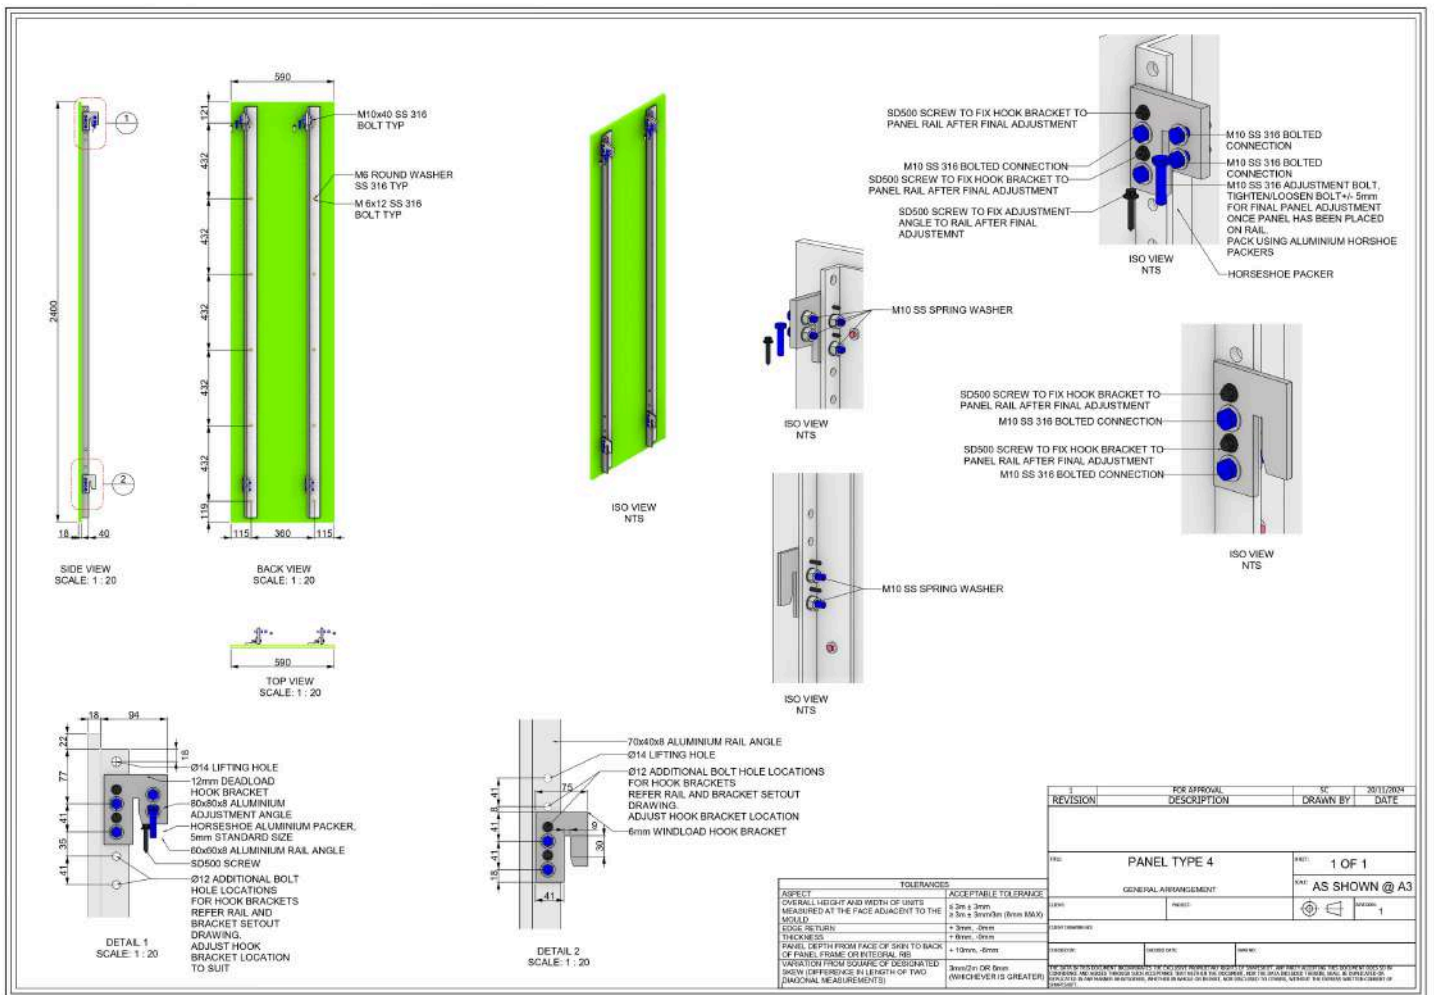 590
121
432
432
432
432
432
119
115
360
115
2400
18
40
1
2
M10x40 SS 316
BOLT TYP
M6 ROUND WASHER
SS 316 TYP
M 6x12 SS 316
BOLT TYP
SIDE VIEW
SCALE: 1 : 20
BACK VIEW
SCALE: 1 : 20
ISO VIEW
NTS
590
TOP VIEW
SCALE: 1 : 20
SD500 SCREW TO FIX HOOK BRACKET TO
PANEL RAIL AFTER FINAL ADJUSTMENT
M10 SS 316 BOLTED CONNECTION
SD500 SCREW TO FIX HOOK BRACKET TO
PANEL RAIL AFTER FINAL ADJUSTMENT
SD500 SCREW TO FIX ADJUSTMENT
ANGLE TO RAIL AFTER FINAL
ADJUSTEMNT
M10 SS 316 BOLTED
CONNECTION
M10 SS 316 BOLTED
CONNECTION
M10 SS 316 ADJUSTMENT BOLT,
TIGHTEN/LOOSEN BOLT+/- 5mm
FOR FINAL PANEL ADJUSTMENT
ONCE PANEL HAS BEEN PLACED
ON RAIL.
PACK USING ALUMINIUM HORSHOE
PACKERS
HORSESHOE PACKER
ISO VIEW
NTS
M10 SS SPRING WASHER
ISO VIEW
NTS
SD500 SCREW TO FIX HOOK BRACKET TO
PANEL RAIL AFTER FINAL ADJUSTMENT
M10 SS 316 BOLTED CONNECTION
SD500 SCREW TO FIX HOOK BRACKET TO
PANEL RAIL AFTER FINAL ADJUSTMENT
M10 SS 316 BOLTED CONNECTION
ISO VIEW
NTS
M10 SS SPRING WASHER
ISO VIEW
NTS
18
94
22
18
77
41
35
41
Ø14 LIFTING HOLE
12mm DEADLOAD
HOOK BRACKET
80x80x8 ALUMINIUM
ADJUSTMENT ANGLE
HORSESHOE ALUMINIUM PACKER,
5mm STANDARD SIZE
60x60x8 ALUMINIUM RAIL ANGLE
SD500 SCREW
Ø12 ADDITIONAL BOLT
HOLE LOCATIONS
FOR HOOK BRACKETS
REFER RAIL AND
BRACKET SETOUT
DRAWING.
ADJUST HOOK
BRACKET LOCATION
TO SUIT
DETAIL 1
SCALE: 1 : 20
70x40x8 ALUMINIUM RAIL ANGLE
Ø14 LIFTING HOLE
Ø12 ADDITIONAL BOLT HOLE LOCATIONS
FOR HOOK BRACKETS
REFER RAIL AND BRACKET SETOUT
DRAWING.
ADJUST HOOK BRACKET LOCATION
6mm WINDLOAD HOOK BRACKET
75
41
8
41
41
18
9
30
41
DETAIL 2
SCALE: 1 : 20
TOLERANCES
ASPECT ACCEPTABLE TOLERANCE
OVERALL HEIGHT AND WIDTH OF UNITS
MEASURED AT THE FACE ADJACENT TO THE
MOULD
≤ 3m ± 3mm
≥ 3m ± 3mm/3m (6mm MAX)
EDGE RETURN + 3mm, -0mm
THICKNESS + 6mm, -0mm
PANEL DEPTH FROM FACE OF SKIN TO BACK
OF PANEL FRAME OR INTEGRAL RIB
+ 10mm, -6mm
VARIATION FROM SQUARE OF DESIGNATED
SKEW (DIFFERENCE IN LENGTH OF TWO
DIAGONAL MEASUREMENTS)
3mm/2m OR 6mm
(WHICHEVER IS GREATER)
1 FOR APPROVAL SC 20/11/2024
REVISION DESCRIPTION DRAWN BY DATE
PANEL TYPE 4
GENERAL ARRANGEMENT
1 OF 1
AS SHOWN @ A3
1